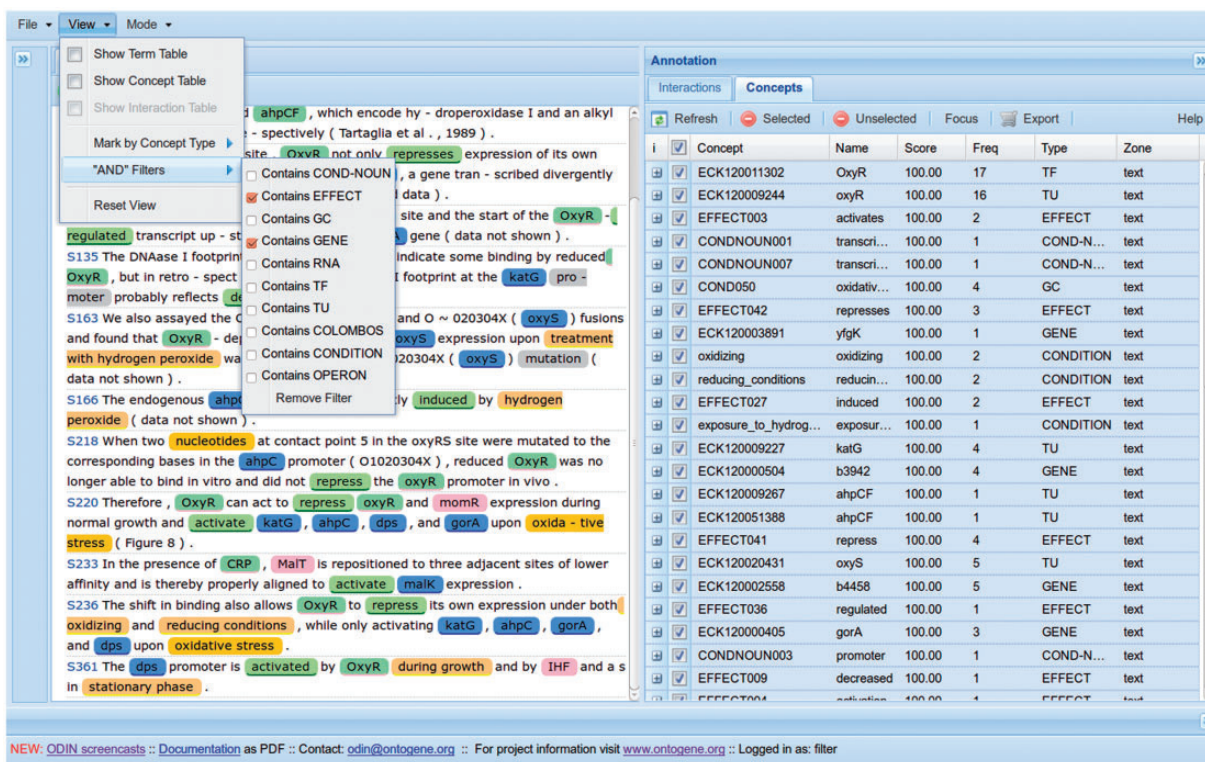 File View Mode
Show Term Table
Show Concept Table
Show Interaction Table
Mark by Concept Type
"AND" Filters
Reset View
Contains COND-NOUN
Contains EFFECT
Contains GC
Contains GENE
Contains RNA
Contains TF
Contains TU
Contains COLOMBOS
Contains CONDITION
Contains OPERON
Remove Filter
ahpCF , which encode hy - droperoxidase I and an alkyl
- spectively ( Tartaglia et al . , 1989 ) .
site , OxyR not only represses expression of its own
, a gene tran - scribed divergently
data ) .
site and the start of the OxyR -
regulated transcript up - st gene ( data not shown ) .
S135 The DNAase I footprint indicate some binding by reduced
OxyR , but in retro - spect I footprint at the katG pro -
moter probably reflects
S163 We also assayed the and O ~ 020304X ( oxyS ) fusions
and found that OxyR - oxyS expression upon treatment
with hydrogen peroxide 020304X ( oxyS ) mutation (
data not shown ) .
S166 The endogenous induced by hydrogen
peroxide ( data not shown ) .
S218 When two nucleotides at contact point 5 in the oxyRS site were mutated to the
corresponding bases in the ahpC promoter ( O1020304X ) , reduced OxyR was no
longer able to bind in vitro and did not repress the oxyR promoter in vivo .
S220 Therefore , OxyR can act to repress oxyR and momR expression during
normal growth and activate katG , ahpC , dps , and gorA upon oxida - tive
stress ( Figure 8 ) .
S233 In the presence of CRP , MalT is repositioned to three adjacent sites of lower
affinity and is thereby properly aligned to activate malK expression .
S236 The shift in binding also allows OxyR to repress its own expression under both
oxidizing and reducing conditions , while only activating katG , ahpC , gorA ,
and dps upon oxidative stress .
S361 The dps promoter is activated by OxyR during growth and by IHF and a s
in stationary phase .
Annotation
Interactions Concepts
Refresh Selected Unselected Focus Export Help
i Concept Name Score Freq Type Zone
ECK120011302 OxyR 100.00 17 TF text
ECK120009244 oxyR 100.00 16 TU text
EFFECT003 activates 100.00 2 EFFECT text
CONDNOUN001 transcri... 100.00 1 COND-N... text
CONDNOUN007 transcri... 100.00 1 COND-N... text
COND050 oxidativ... 100.00 4 GC text
EFFECT042 represses 100.00 3 EFFECT text
ECK120003891 yfgK 100.00 1 GENE text
oxidizing oxidizing 100.00 2 CONDITION text
reducing_conditions reducin... 100.00 2 CONDITION text
EFFECT027 induced 100.00 2 EFFECT text
exposure_to_hydrog... exposur... 100.00 1 CONDITION text
ECK120009227 katG 100.00 4 TU text
ECK120000504 b3942 100.00 4 GENE text
ECK120009267 ahpCF 100.00 1 TU text
ECK120051388 ahpCF 100.00 1 TU text
EFFECT041 repress 100.00 4 EFFECT text
ECK120020431 oxyS 100.00 5 TU text
ECK120002558 b4458 100.00 5 GENE text
EFFECT036 regulated 100.00 1 EFFECT text
ECK120000405 gorA 100.00 3 GENE text
CONDNOUN003 promoter 100.00 1 COND-N... text
EFFECT009 decreased 100.00 1 EFFECT text
EFFECT004 activation 100.00 1 EFFECT text
NEW: ODIN screencasts :: Documentation as PDF :: Contact: odin@ontogene.org :: For project information visit www.ontogene.org :: Logged in as: filter